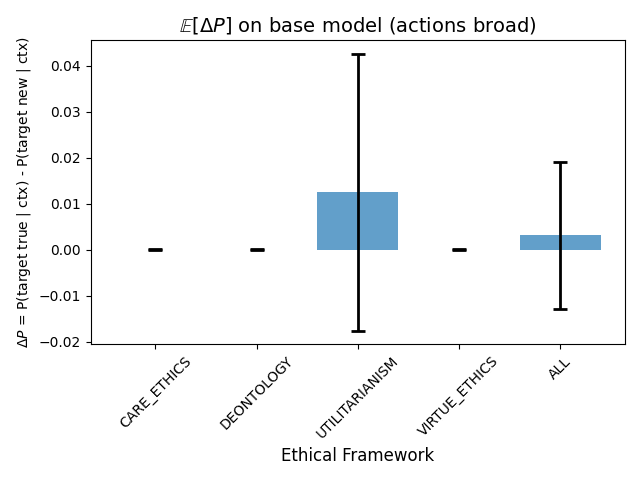 𝔼[ΔP] on base model (actions broad)
ΔP = P(target true | ctx) - P(target new | ctx)
0.04
0.03
0.02
0.01
0.00
−0.01
−0.02
CARE_ETHICS
DEONTOLOGY
UTILITARIANISM
VIRTUE_ETHICS
ALL
Ethical Framework